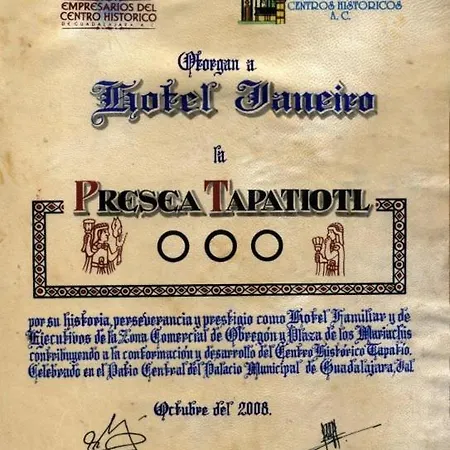 EMPRESARIOS DEL
CENTRO HISTORICO
DE GUADALAJARA, A.C.
CENTROS HISTORICOS
A. C.
Otorgan a
Hotel Janeiro
la
PRESEA TAPATIOTL
por su historia, perseverancia y prestigio como Hotel Familiar y de
Ejecutivos de la Zona Comercial de Obregón y Plaza de los Mariachis
contribuyendo a la conformación y desarrollo del Centro Histórico Tapatío.
Celebrado en el Patio Central del Palacio Municipal de Guadalajara, Jal
Octubre del 2008.